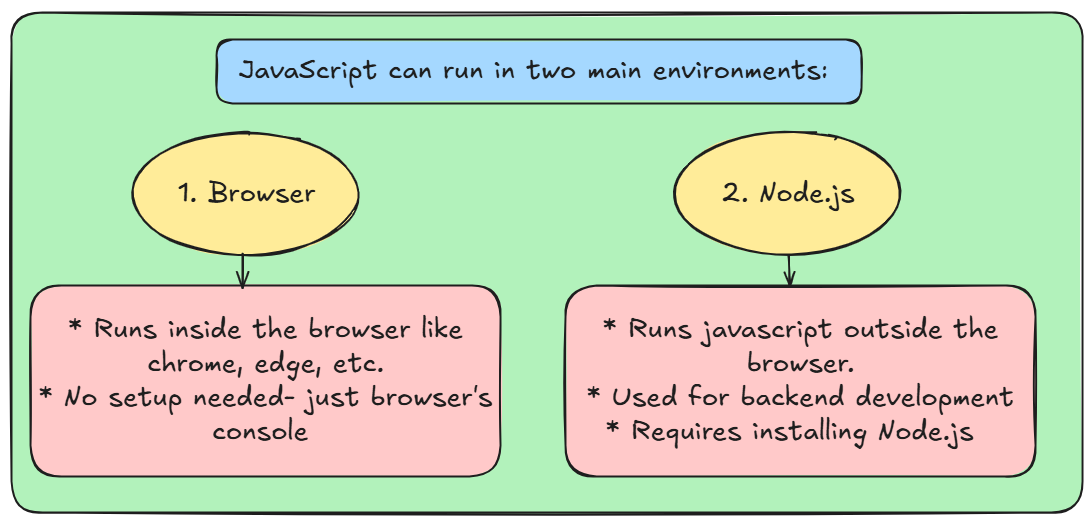 JavaScript can run in two main environments:
1. Browser
2. Node.js
* Runs inside the browser like
chrome, edge, etc.
* No setup needed- just browser's
console
* Runs javascript outside the
browser.
* Used for backend development
* Requires installing Node.js